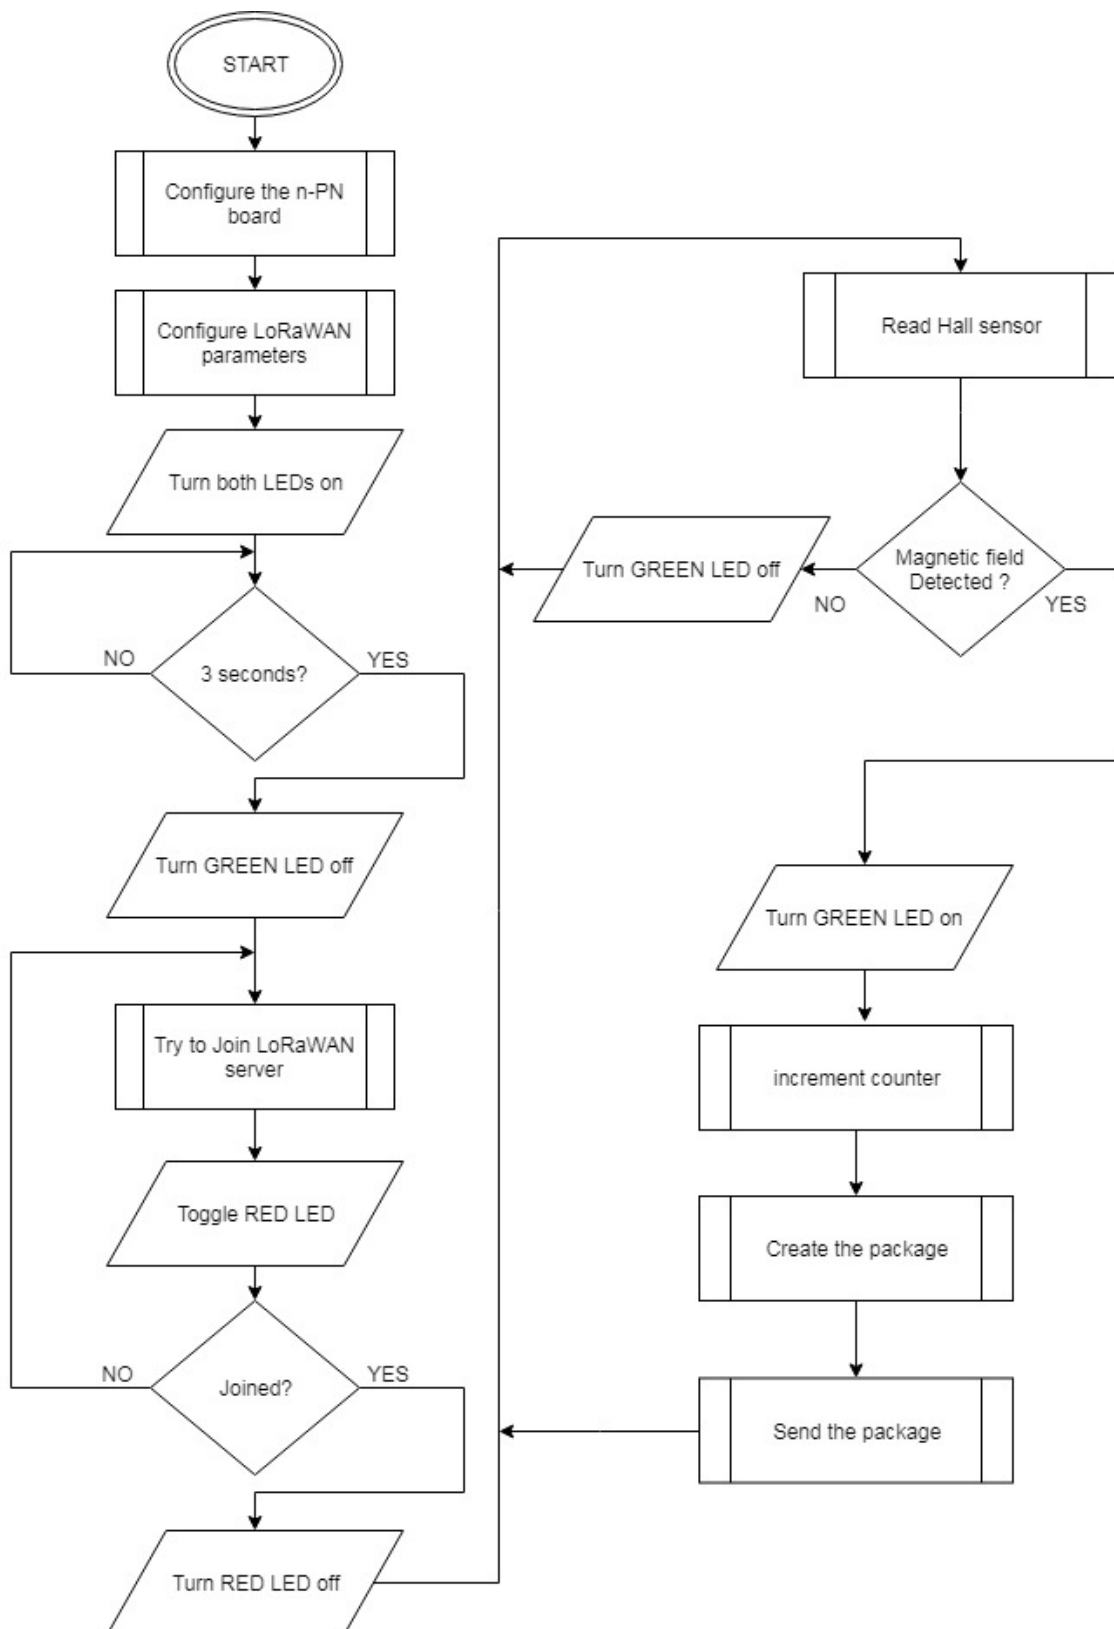 START
Configure the n-PN
board
Configure LoRaWAN
parameters
Turn both LEDs on
3 seconds?
NO
YES
Turn GREEN LED off
Try to Join LoRaWAN
server
Toggle RED LED
Joined?
NO
YES
Turn RED LED off
Read Hall sensor
Magnetic field
Detected ?
NO
YES
Turn GREEN LED off
Turn GREEN LED on
increment counter
Create the package
Send the package